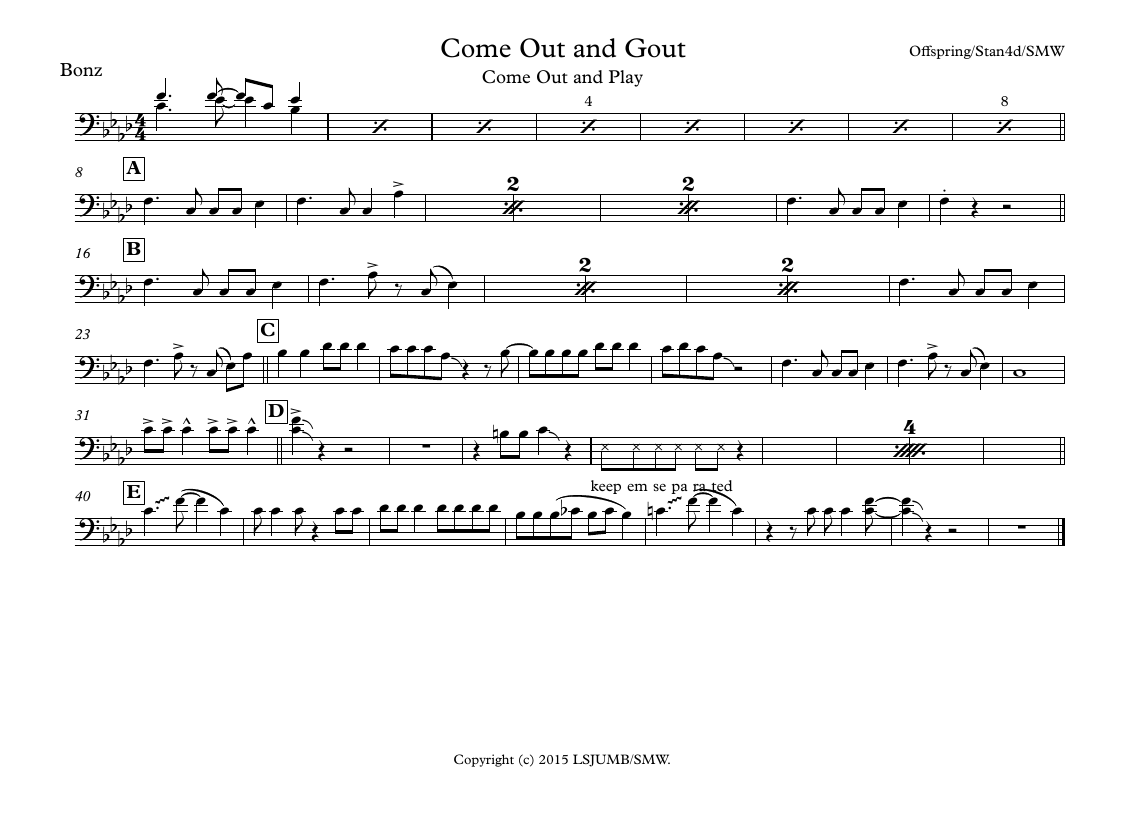 Come Out and Gout
Offspring/Stan4d/SMW
Bonz
Come Out and Play
4 8
8 A
2 2
16 B
2 2
23 C
31 D
4
keep em se pa ra ted
40 E
Copyright (c) 2015 LSJUMB/SMW.